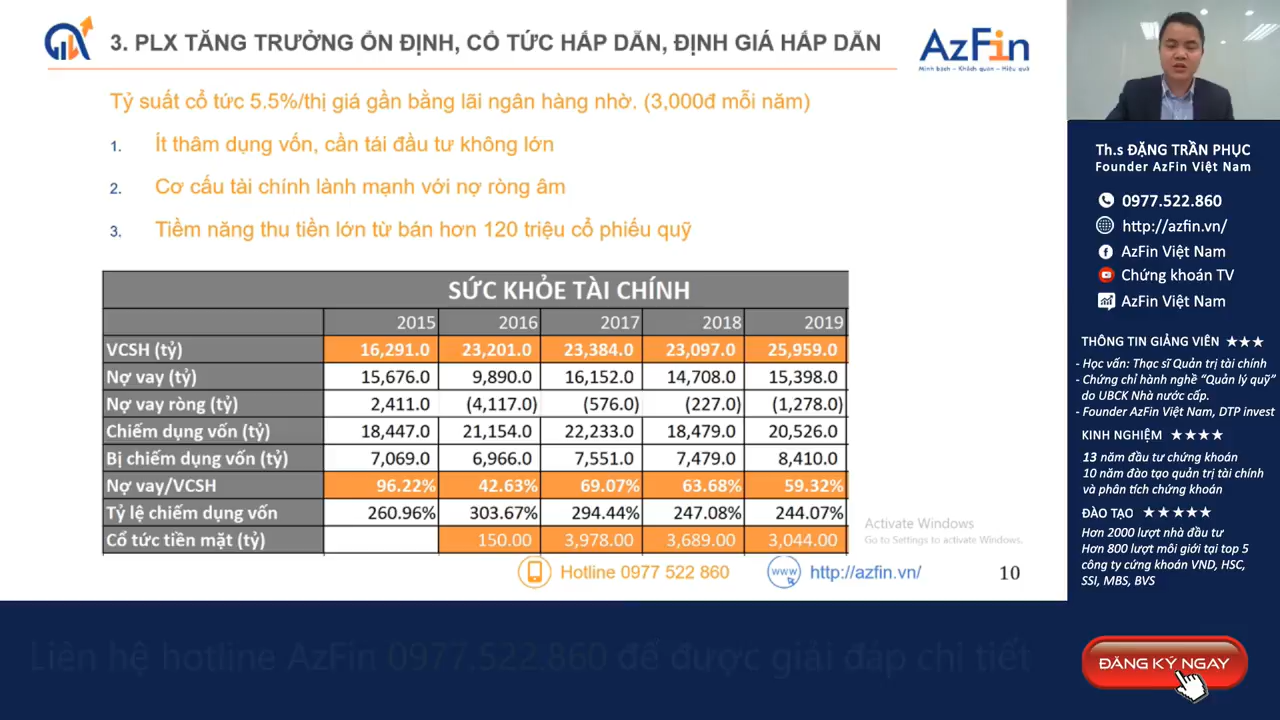 3. PLX TĂNG TRƯỞNG ỔN ĐỊNH, CỔ TỨC HẤP DẪN, ĐỊNH GIÁ HẤP DẪN
AzFin
Minh bạch – Khách quan – Hiệu quả
Tỷ suất cổ tức 5.5%/thị giá gần bằng lãi ngân hàng nhờ. (3,000đ mỗi năm)
1. Ít thâm dụng vốn, cần tái đầu tư không lớn
2. Cơ cấu tài chính lành mạnh với nợ ròng âm
3. Tiềm năng thu tiền lớn từ bán hơn 120 triệu cổ phiếu quỹ
SỨC KHỎE TÀI CHÍNH
2015 2016 2017 2018 2019
VCSH (tỷ) 16,291.0 23,201.0 23,384.0 23,097.0 25,959.0
Nợ vay (tỷ) 15,676.0 9,890.0 16,152.0 14,708.0 15,398.0
Nợ vay ròng (tỷ) 2,411.0 (4,117.0) (576.0) (227.0) (1,278.0)
Chiếm dụng vốn (tỷ) 18,447.0 21,154.0 22,233.0 18,479.0 20,526.0
Bị chiếm dụng vốn (tỷ) 7,069.0 6,966.0 7,551.0 7,479.0 8,410.0
Nợ vay/VCSH 96.22% 42.63% 69.07% 63.68% 59.32%
Tỷ lệ chiếm dụng vốn 260.96% 303.67% 294.44% 247.08% 244.07%
Cổ tức tiền mặt (tỷ) 150.00 3,978.00 3,689.00 3,044.00
Activate Windows
Go to Settings to activate Windows.
Hotline 0977 522 860
www
http://azfin.vn/
10
Th.s ĐẶNG TRẦN PHỤC
Founder AzFin Việt Nam
0977.522.860
http://azfin.vn/
AzFin Việt Nam
Chứng khoán TV
AzFin Việt Nam
THÔNG TIN GIẢNG VIÊN ★★★
- Học vấn: Thạc sĩ Quản trị tài chính
- Chứng chỉ hành nghề “Quản lý quỹ”
do UBCK Nhà nước cấp.
- Founder AzFin Việt Nam, DTP invest
KINH NGHIỆM ★★★★
13 năm đầu tư chứng khoán
10 năm đào tạo quản trị tài chính
và phân tích chứng khoán
ĐÀO TẠO ★★★★★
Hơn 2000 lượt nhà đầu tư
Hơn 800 lượt môi giới tại top 5
công ty cứng khoán VND, HSC,
SSI, MBS, BVS
Liên hệ hotline AzFin 0977.522.860 để được giải đáp chi tiết
ĐĂNG KÝ NGAY